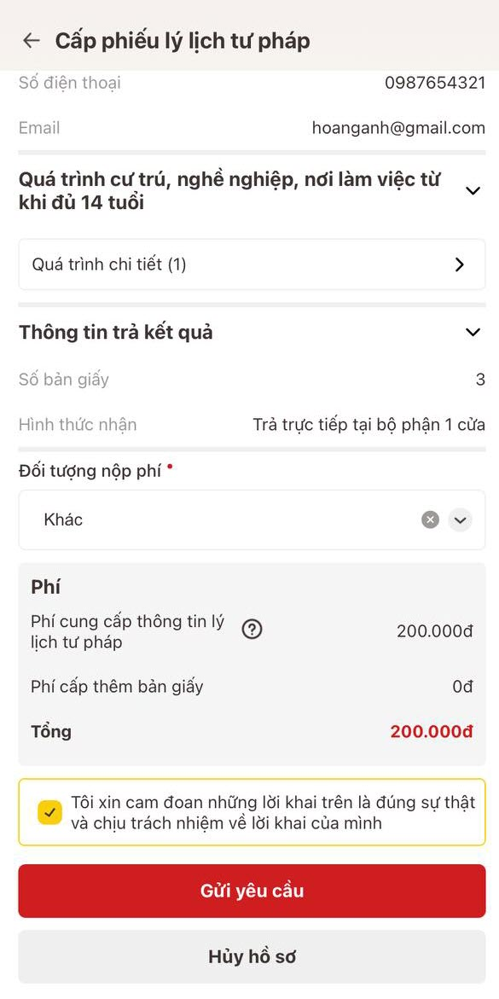 Cấp phiếu lý lịch tư pháp
Số điện thoại 0987654321
Email hoanganh@gmail.com
Quá trình cư trú, nghề nghiệp, nơi làm việc từ
khi đủ 14 tuổi
Quá trình chi tiết (1)
Thông tin trả kết quả
Số bản giấy 3
Hình thức nhận Trả trực tiếp tại bộ phận 1 cửa
Đối tượng nộp phí •
Khác
Phí
Phí cung cấp thông tin lý
lịch tư pháp 200.000đ
Phí cấp thêm bản giấy 0đ
Tổng 200.000đ
Tôi xin cam đoan những lời khai trên là đúng sự thật
và chịu trách nhiệm về lời khai của mình
Gửi yêu cầu
Hủy hồ sơ